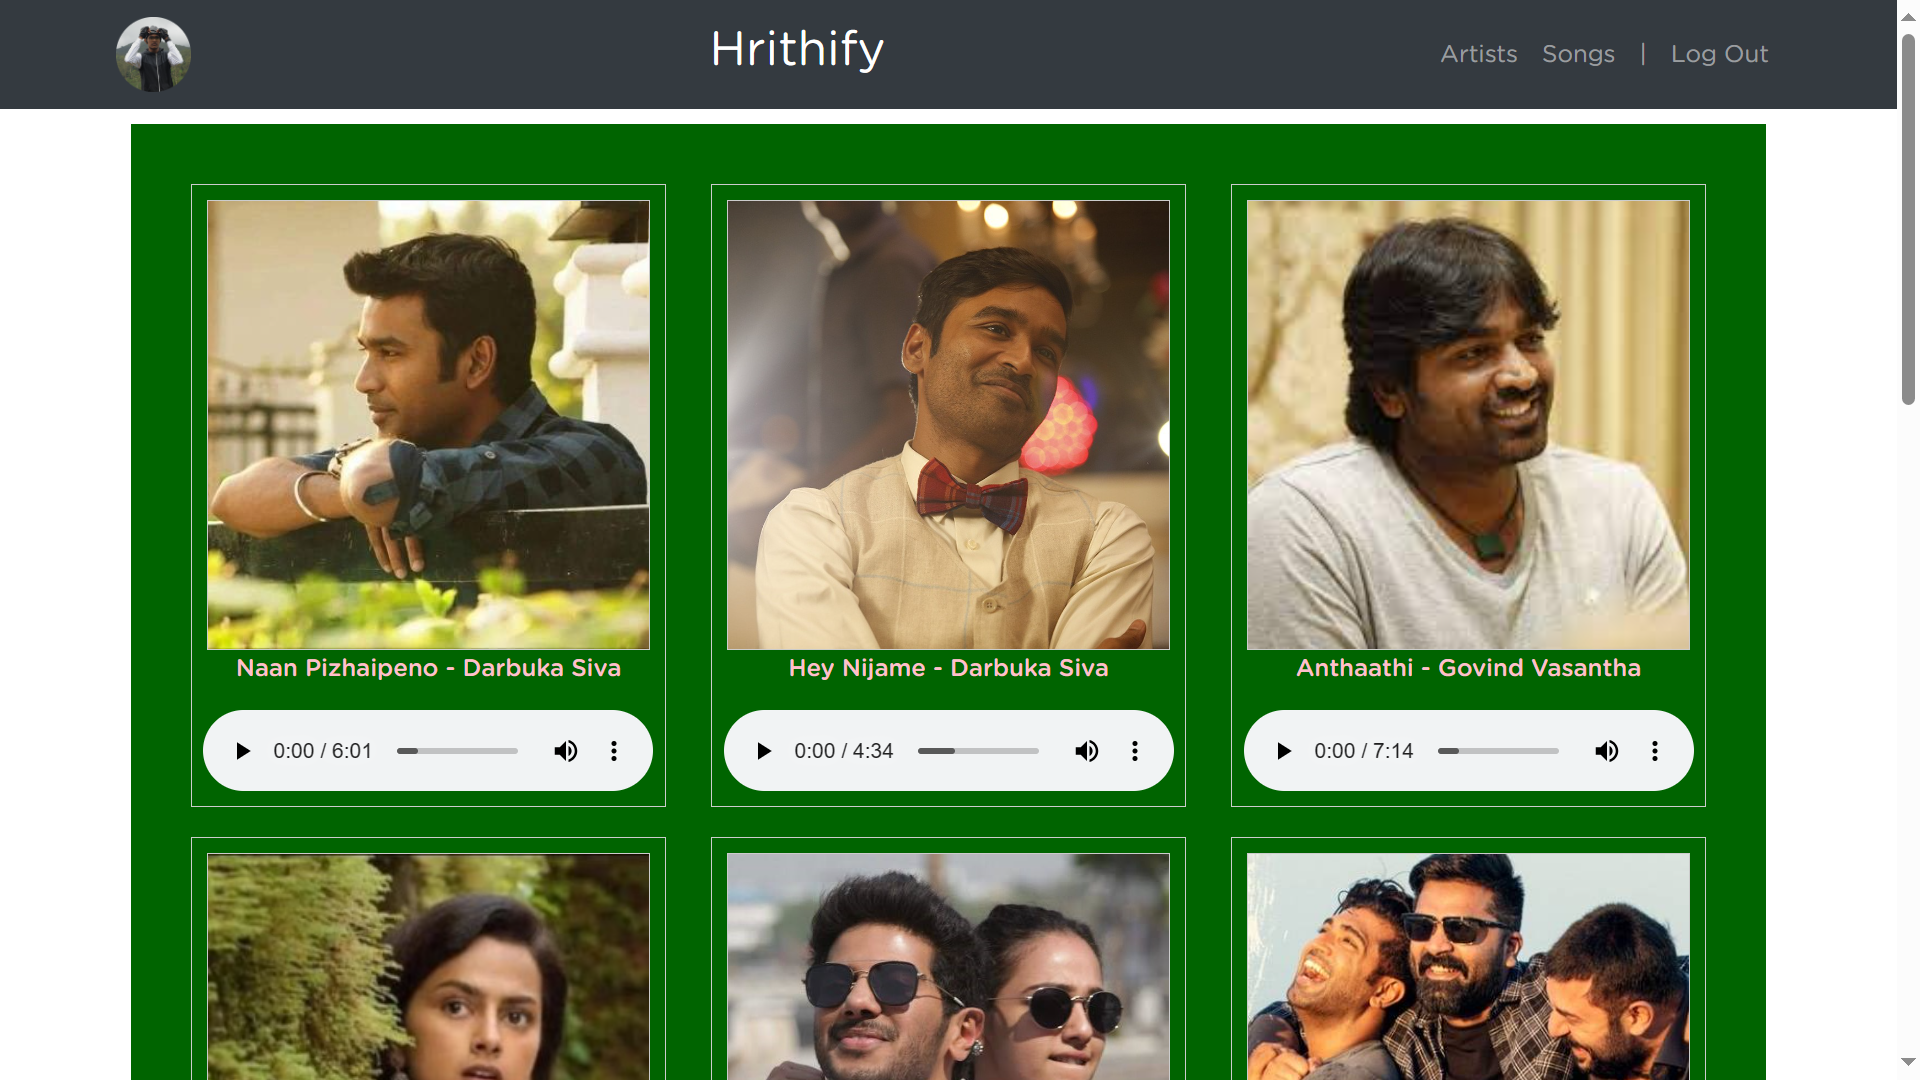 Hrithify
Artists Songs | Log Out
Naan Pizhaipeno - Darbuka Siva
Hey Nijame - Darbuka Siva
Anthaathi - Govind Vasantha
0:00 / 6:01
0:00 / 4:34
0:00 / 7:14